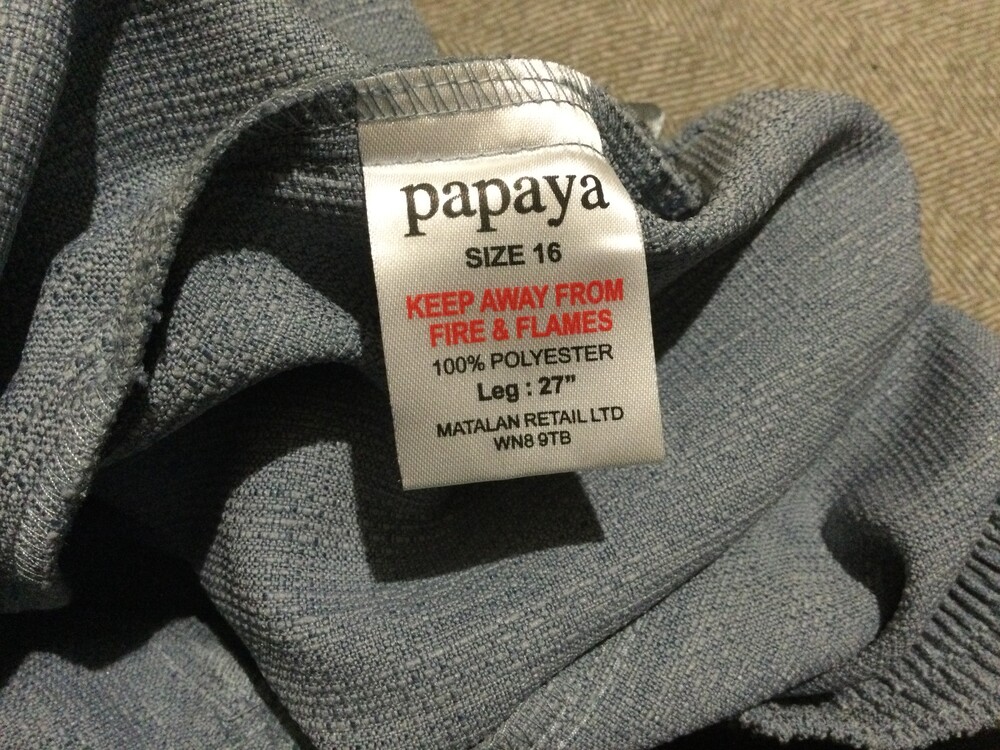 papaya
SIZE 16
KEEP AWAY FROM
FIRE & FLAMES
100% POLYESTER
Leg : 27”
MATALAN RETAIL LTD
WN8 9TB